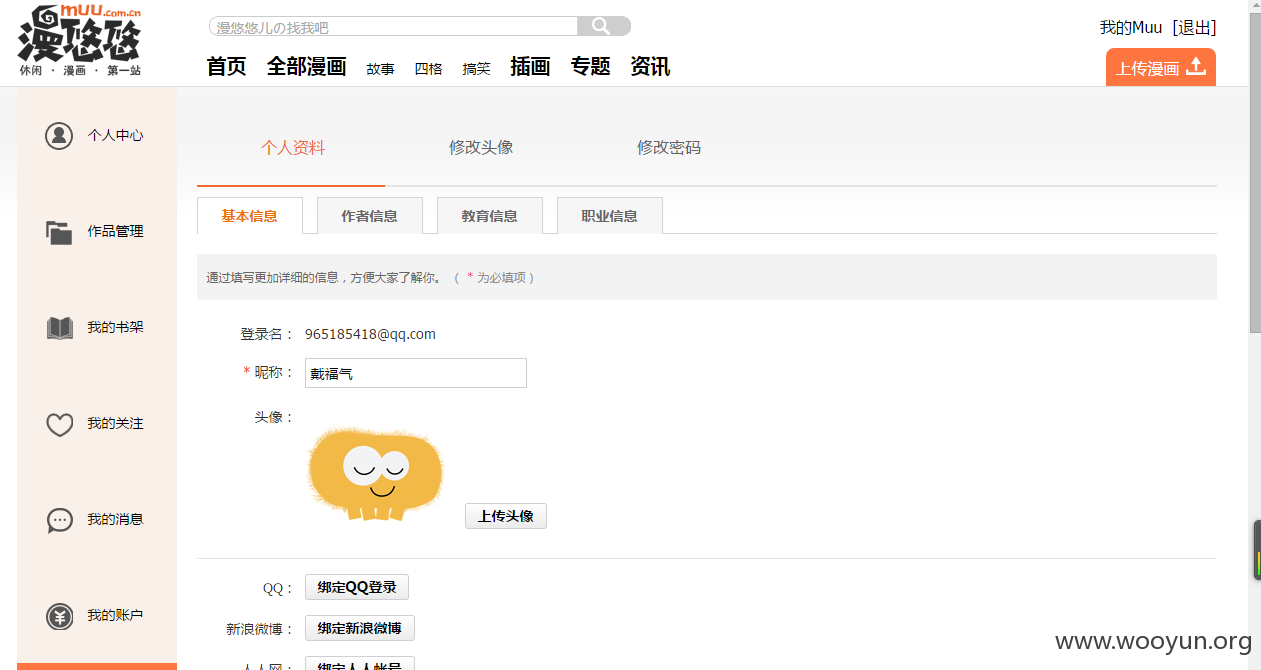 muu.com.cn
漫悠悠
休闲 · 漫画 · 第一站
漫悠悠儿の找我吧
我的Muu [退出]
首页 全部漫画 故事 四格 搞笑 插画 专题 资讯
上传漫画
个人中心
作品管理
我的书架
我的关注
我的消息
我的账户
个人资料 修改头像 修改密码
基本信息 作者信息 教育信息 职业信息
通过填写更加详细的信息，方便大家了解你。 （ * 为必填项 ）
登录名： 965185418@qq.com
* 昵称： 戴福气
头像：
上传头像
QQ： 绑定QQ登录
新浪微博： 绑定新浪微博
人人网： 绑定人人帐号
www.wooyun.org